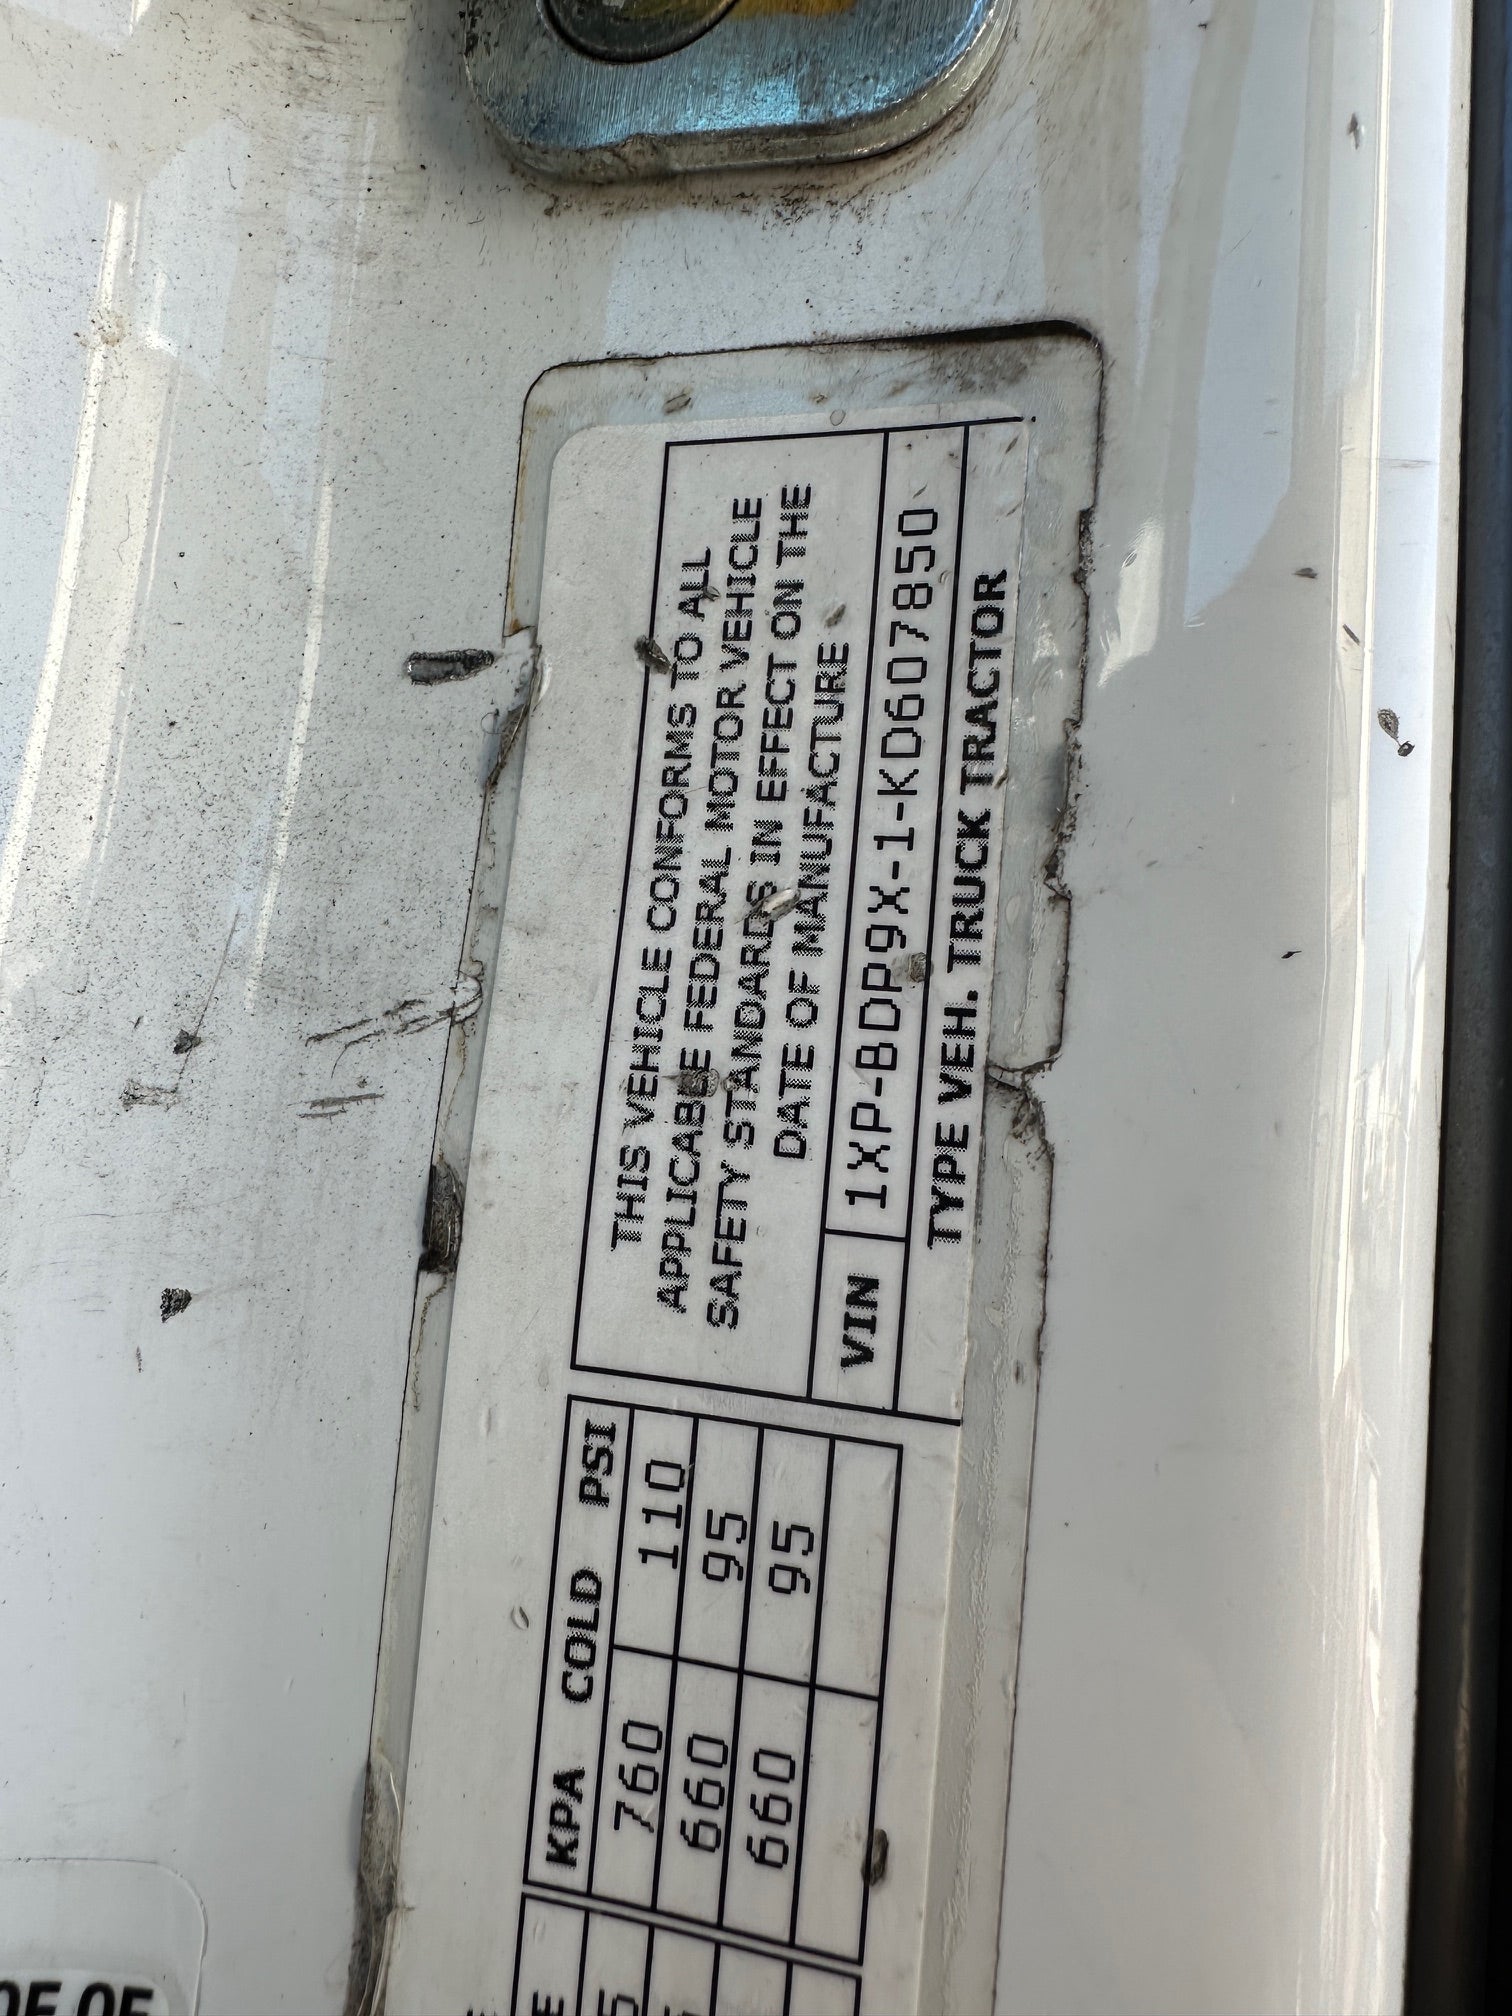 THIS VEHICLE CONFORMS TO ALL
APPLICABLE FEDERAL MOTOR VEHICLE
SAFETY STANDARDS IN EFFECT ON THE
DATE OF MANUFACTURE
VIN 1XP-8DP9X-1-KD607850
TYPE VEH. TRUCK TRACTOR
KPA COLD PSI
760 110
660 95
660 95